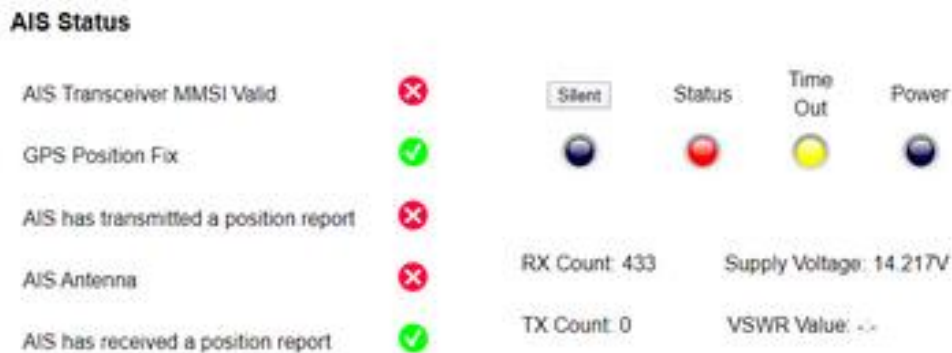 AIS Status
AIS Transceiver MMSI Valid
GPS Position Fix
AIS has transmitted a position report
AIS Antenna
AIS has received a position report
Silent
Status
Time
Out
Power
RX Count: 433
Supply Voltage: 14.217V
TX Count: 0
VSWR Value: -.-